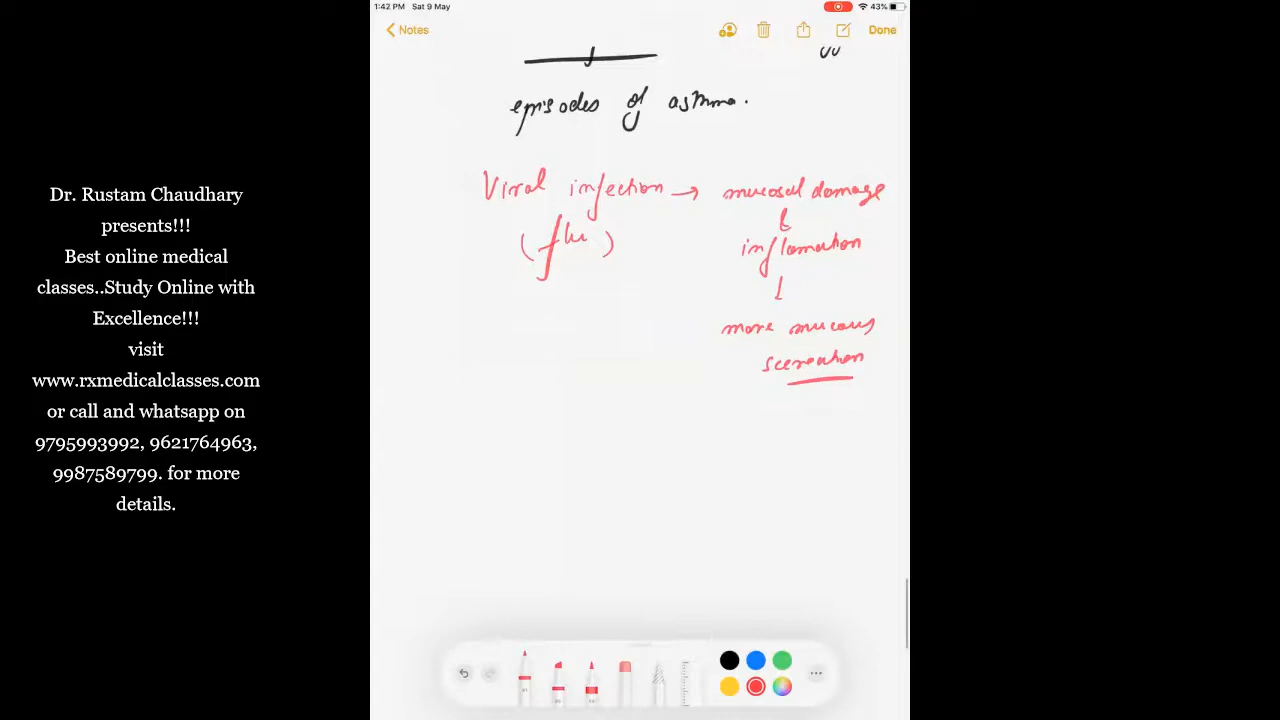 1:42 PM Sat 9 May
43%
Notes
Done
episodes of asthma.
Viral infection → mucosal damage
(flu)
&
inflamation
↓
more mucous
scereation
Dr. Rustam Chaudhary
presents!!!
Best online medical
classes..Study Online with
Excellence!!!
visit
www.rxmedicalclasses.com
or call and whatsapp on
9795993992, 9621764963,
9987589799. for more
details.